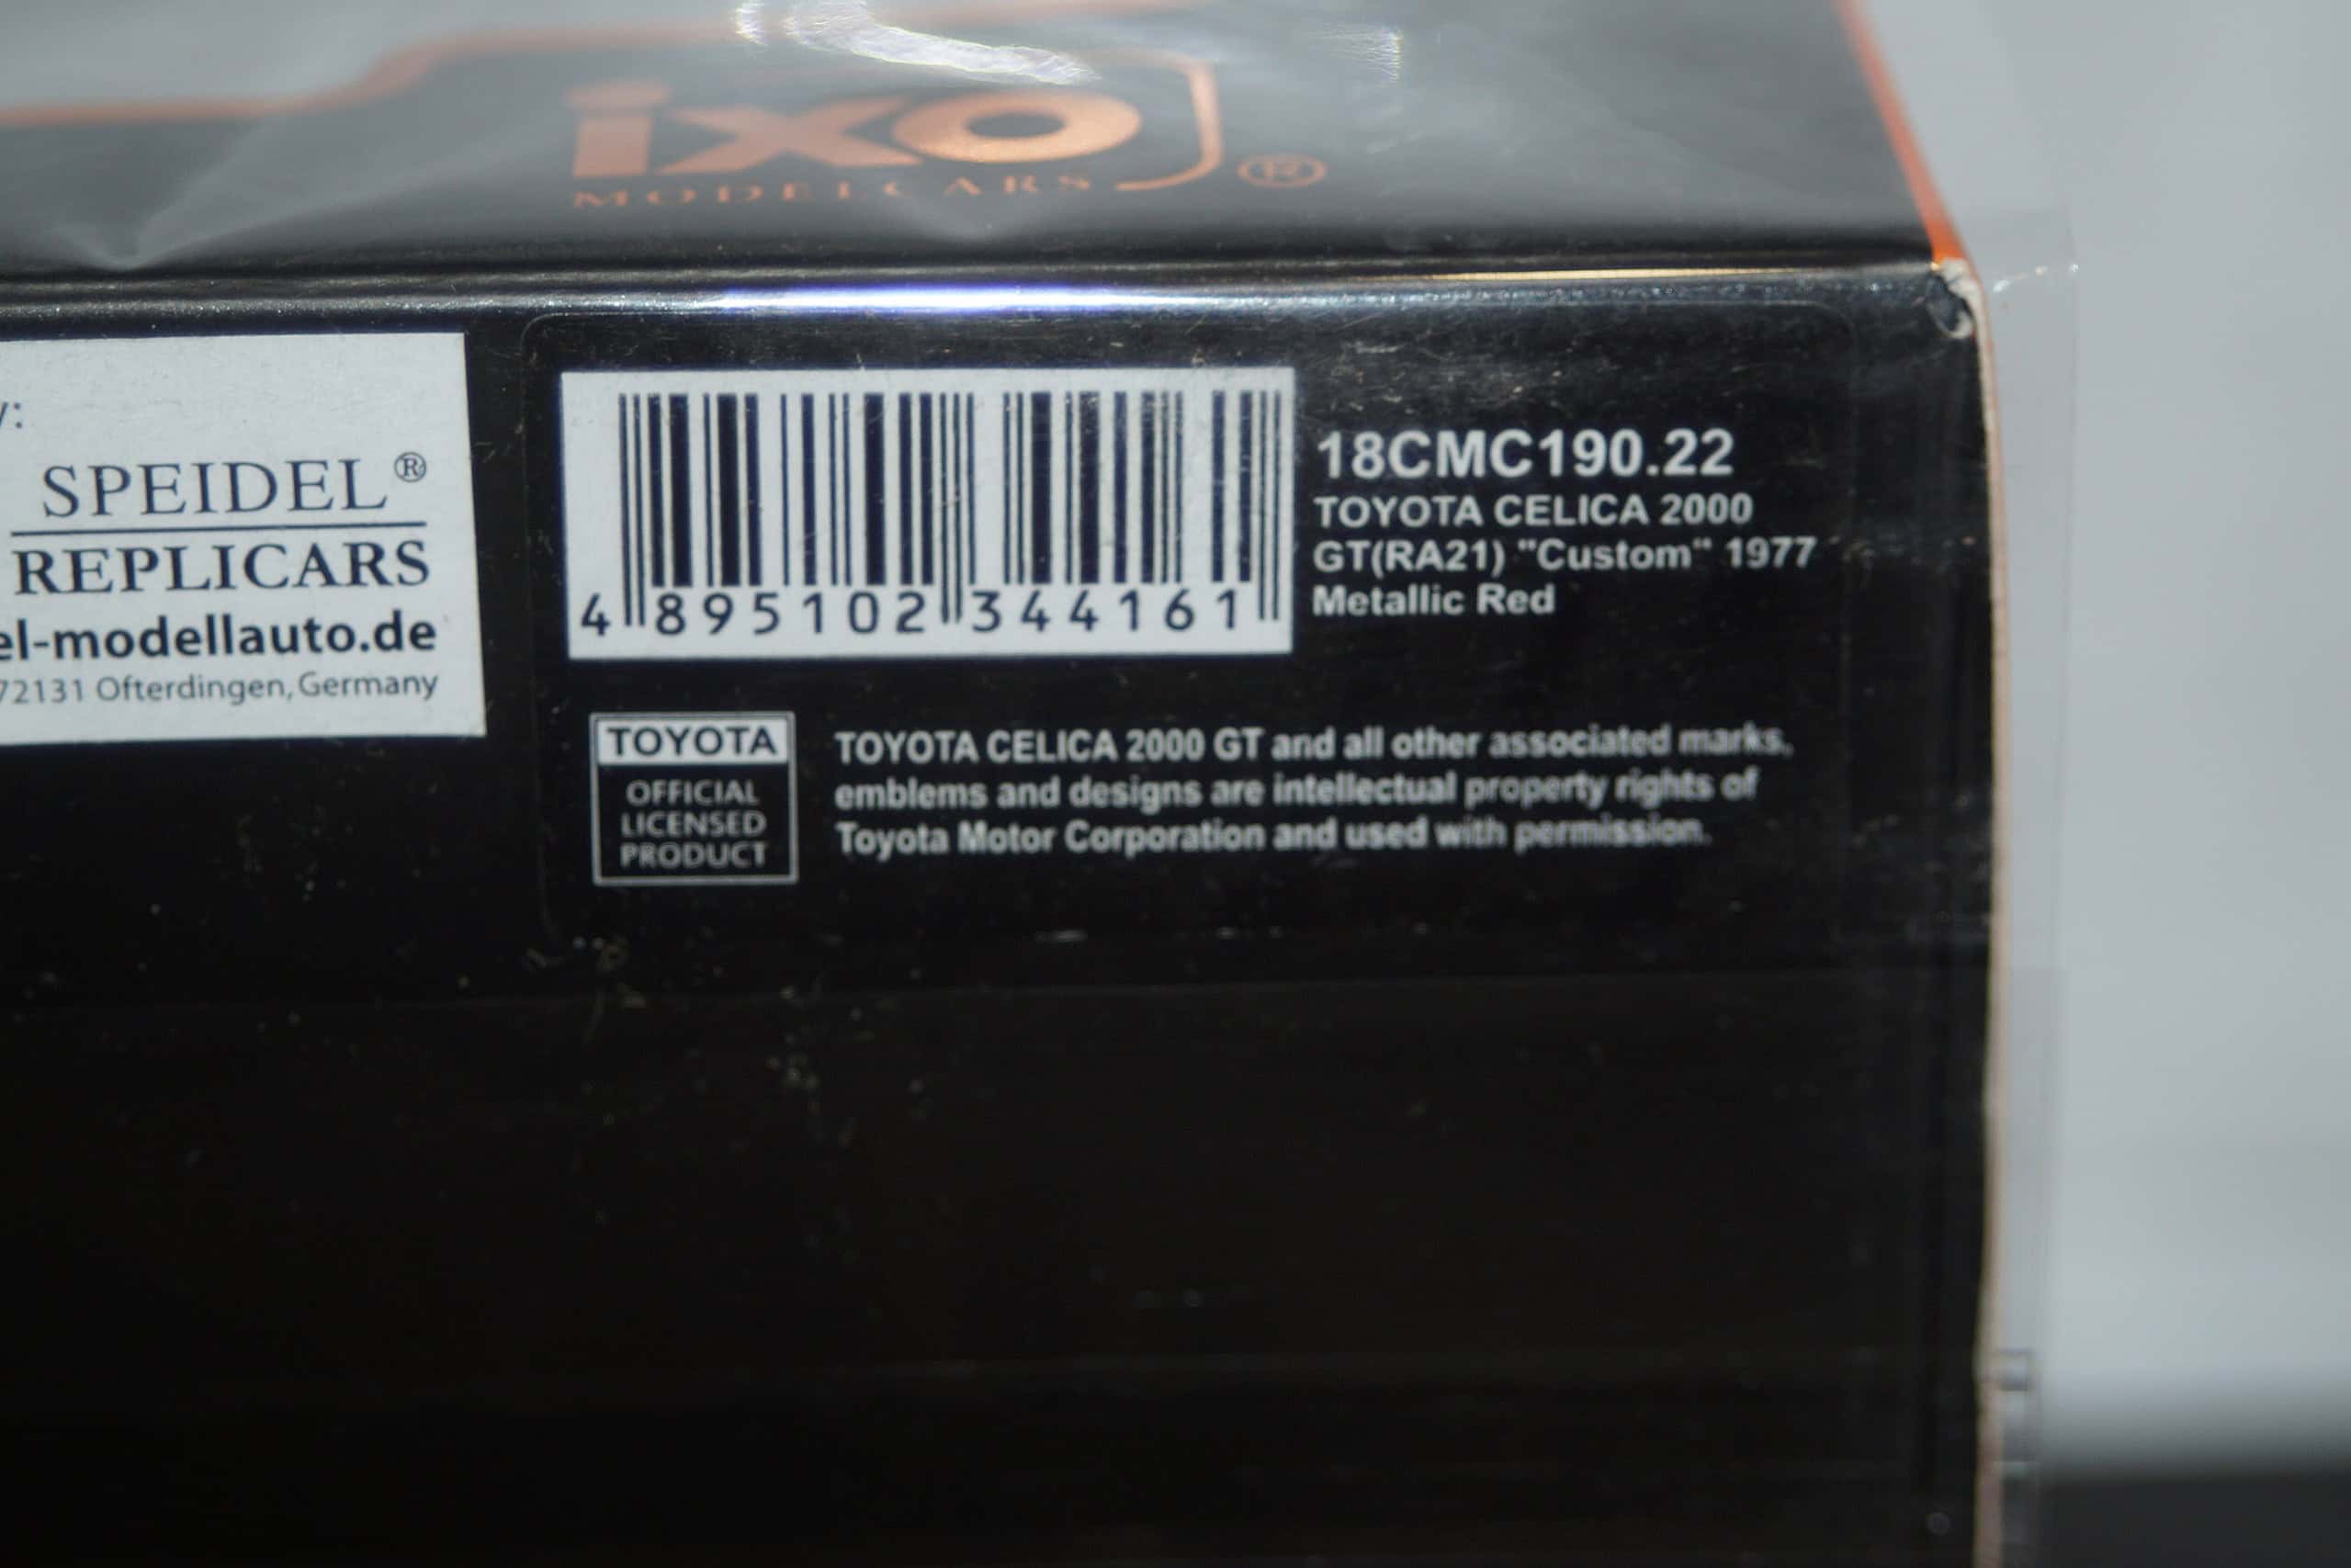 ixo
MODELCARS ®
y:
SPEIDEL®
REPLICARS
el-modellauto.de
72131 Ofterdingen, Germany
4 895102 344161
18CMC190.22
TOYOTA CELICA 2000
GT(RA21) "Custom" 1977
Metallic Red
TOYOTA
OFFICIAL
LICENSED
PRODUCT
TOYOTA CELICA 2000 GT and all other associated marks,
emblems and designs are intellectual property rights of
Toyota Motor Corporation and used with permission.